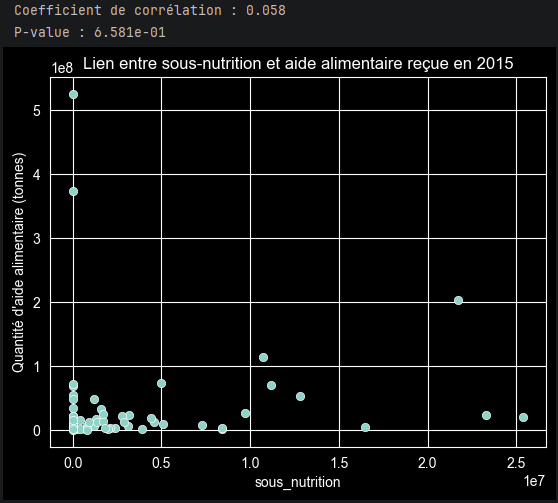 Coefficient de corrélation : 0.058
P-value : 6.581e-01
1e8
Lien entre sous-nutrition et aide alimentaire reçue en 2015
Quantité d'aide alimentaire (tonnes)
5
4
3
2
1
0
0.0 0.5 1.0 1.5 2.0 2.5
1e7
sous_nutrition